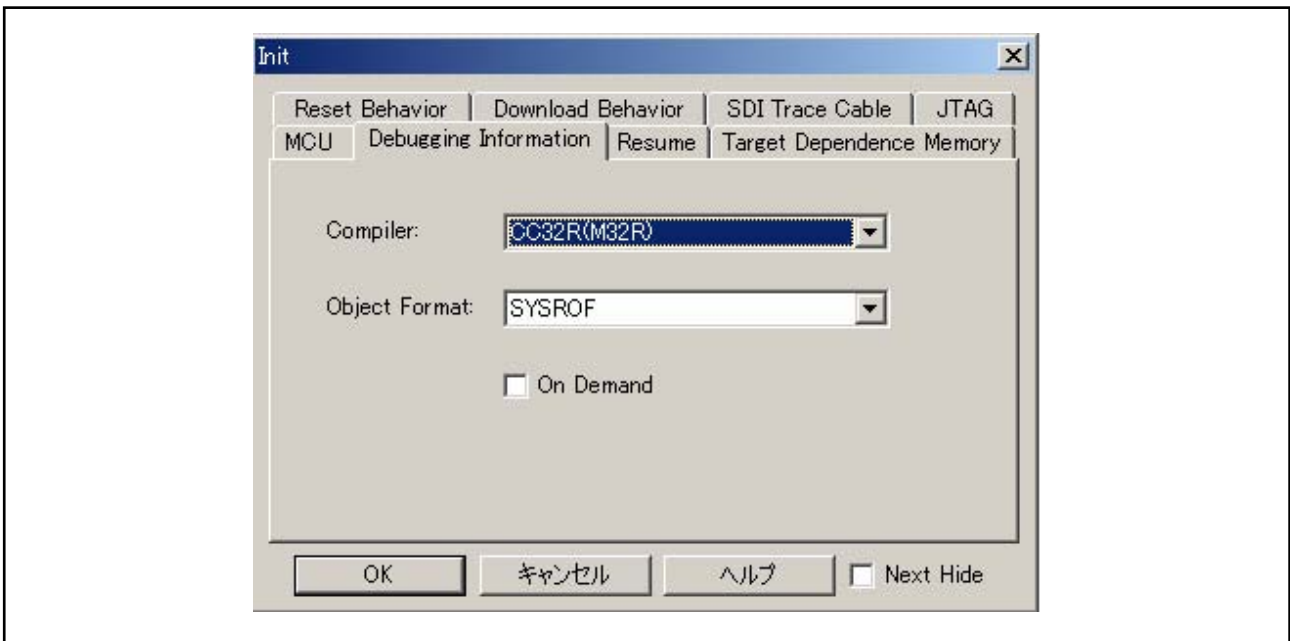 Init
Reset Behavior Download Behavior SDI Trace Cable JTAG
MCU Debugging Information Resume Target Dependence Memory
Compiler: CC32R(M32R)
Object Format: SYSROF
On Demand
OK キャンセル ヘルプ Next Hide